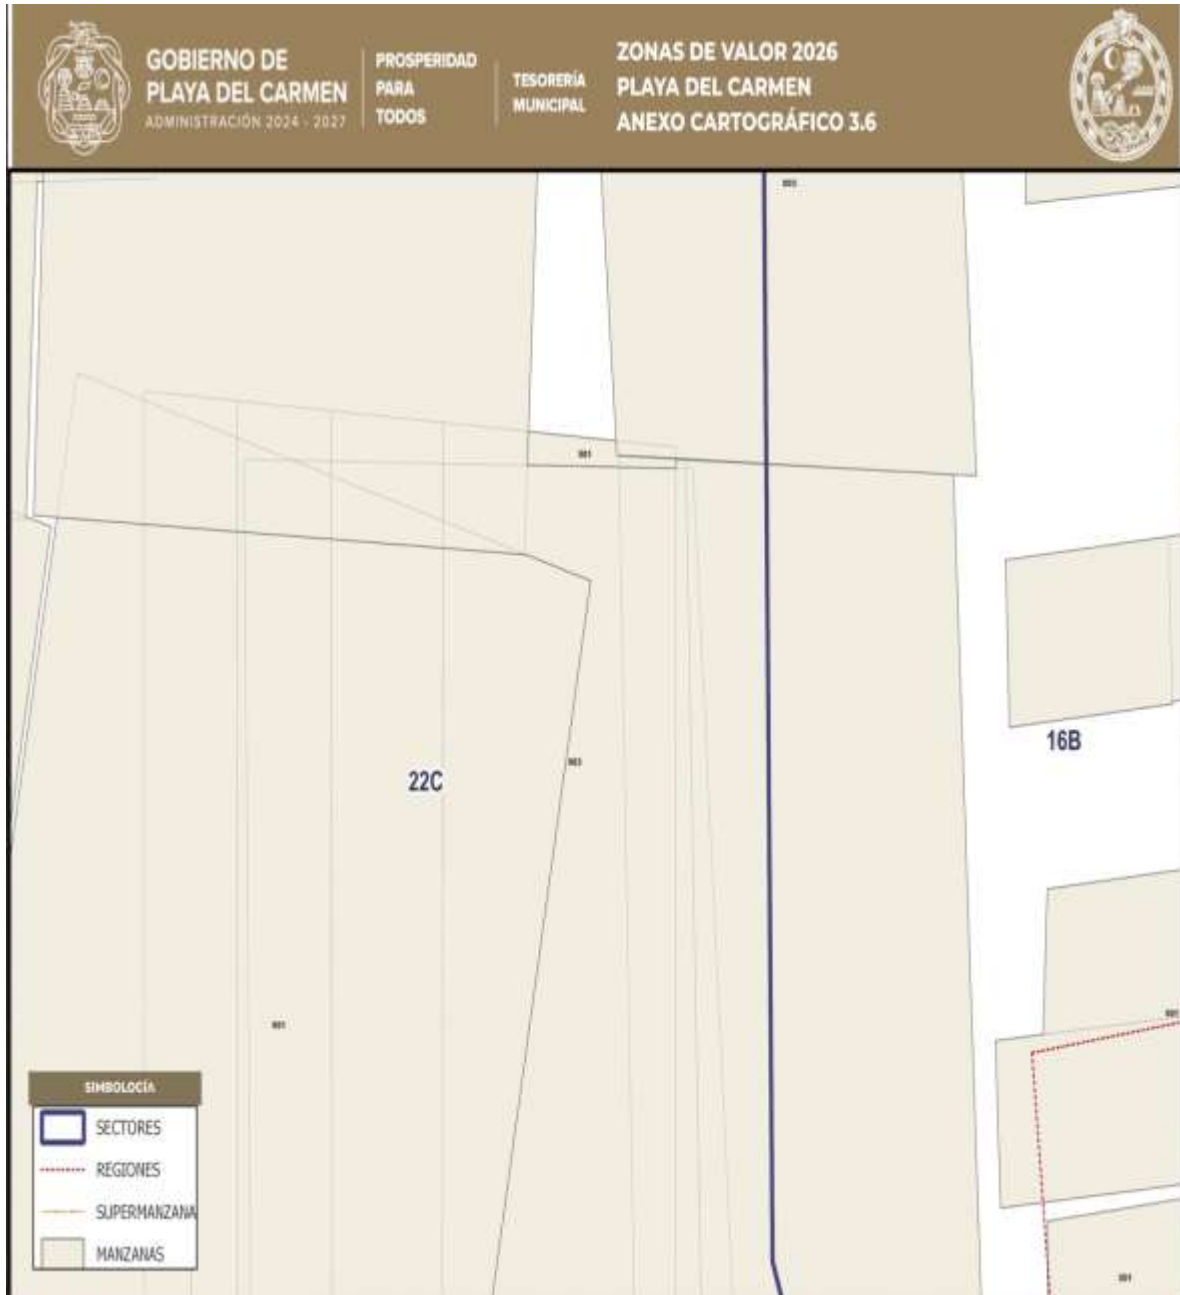 GOBIERNO DE
PLAYA DEL CARMEN
ADMINISTRACIÓN 2024 - 2027
PROSPERIDAD
PARA
TODOS
TESORERÍA
MUNICIPAL
ZONAS DE VALOR 2026
PLAYA DEL CARMEN
ANEXO CARTOGRÁFICO 3.6
16B
22C
SIMBOLOGÍA
SECTORES
REGIONES
SUPERMANZANA
MANZANAS